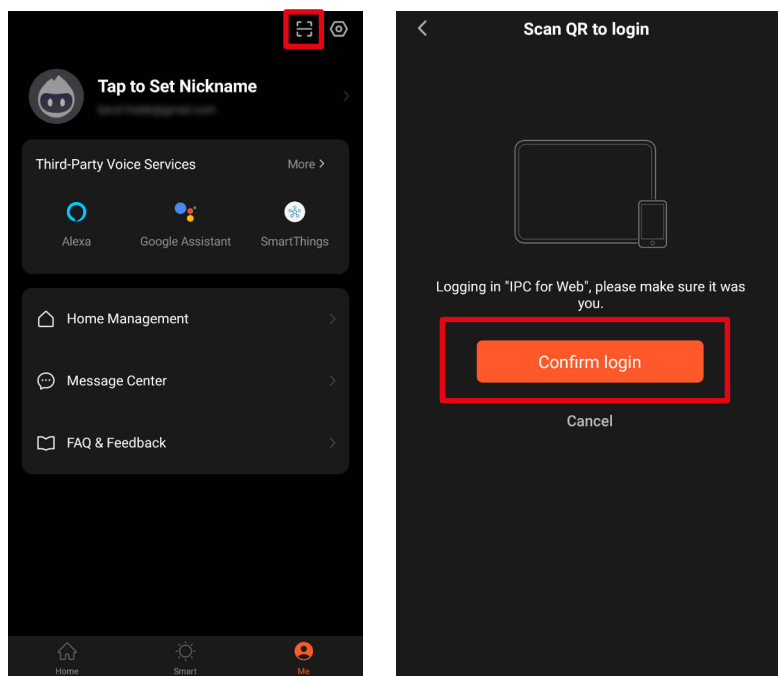 Tap to Set Nickname
Third-Party Voice Services
More >
Alexa
Google Assistant
SmartThings
Home Management
Message Center
FAQ & Feedback
Home
Smart
Me
Scan QR to login
Logging in "IPC for Web", please make sure it was
you.
Confirm login
Cancel